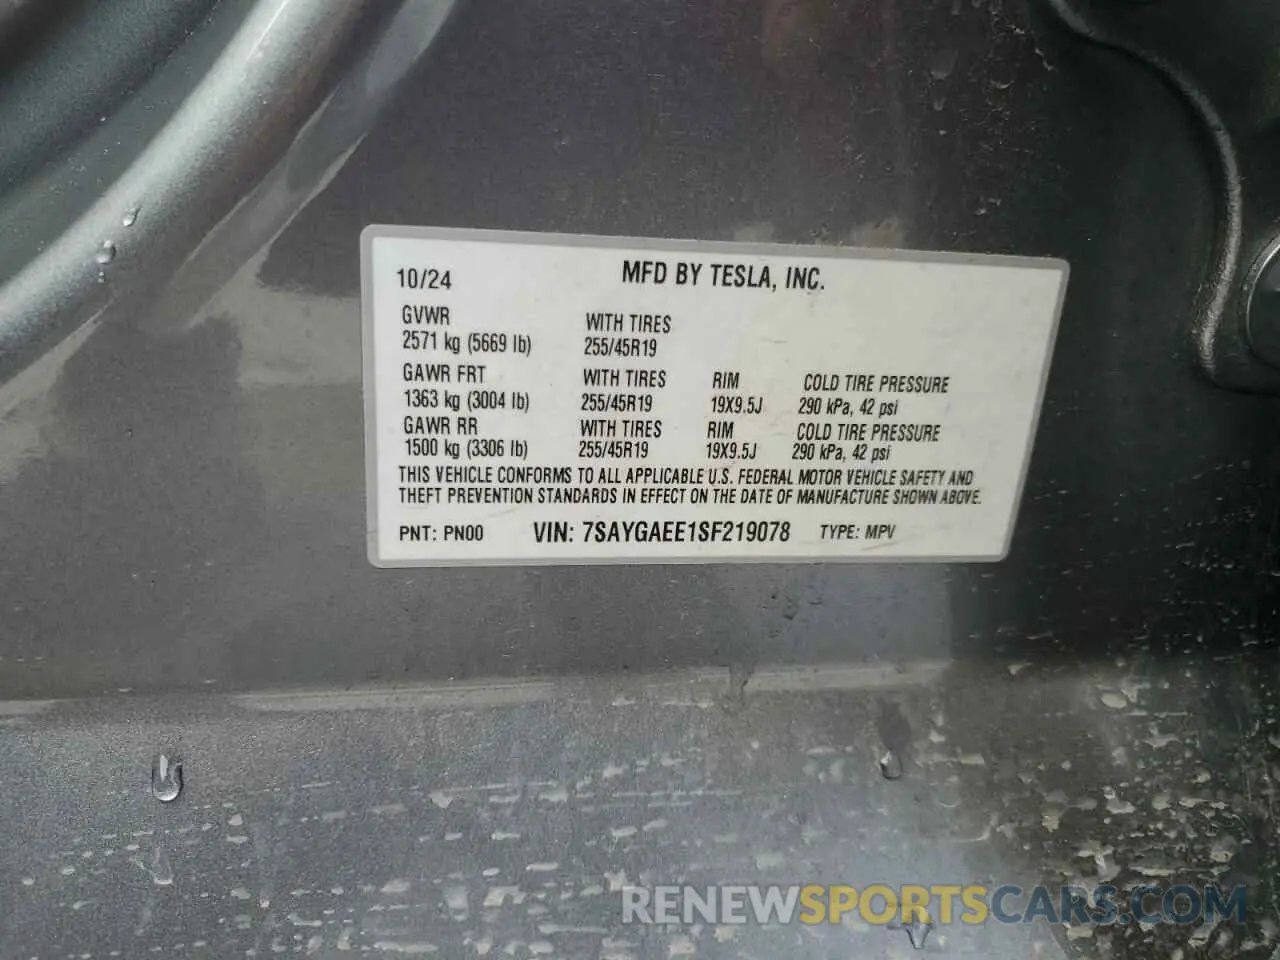 10/24 MFD BY TESLA, INC.
GVWR WITH TIRES
2571 kg (5669 lb) 255/45R19
GAWR FRT WITH TIRES RIM COLD TIRE PRESSURE
1363 kg (3004 lb) 255/45R19 19X9.5J 290 kPa, 42 psi
GAWR RR WITH TIRES RIM COLD TIRE PRESSURE
1500 kg (3306 lb) 255/45R19 19X9.5J 290 kPa, 42 psi
THIS VEHICLE CONFORMS TO ALL APPLICABLE U.S. FEDERAL MOTOR VEHICLE SAFETY AND
THEFT PREVENTION STANDARDS IN EFFECT ON THE DATE OF MANUFACTURE SHOWN ABOVE.
PNT: PN00 VIN: 7SAYGAEE1SF219078 TYPE: MPV
RENEWSPORTSCARS.COM